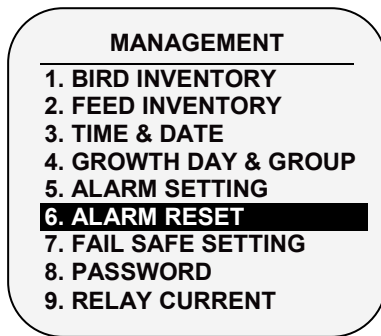 MANAGEMENT
1. BIRD INVENTORY
2. FEED INVENTORY
3. TIME & DATE
4. GROWTH DAY & GROUP
5. ALARM SETTING
6. ALARM RESET
7. FAIL SAFE SETTING
8. PASSWORD
9. RELAY CURRENT